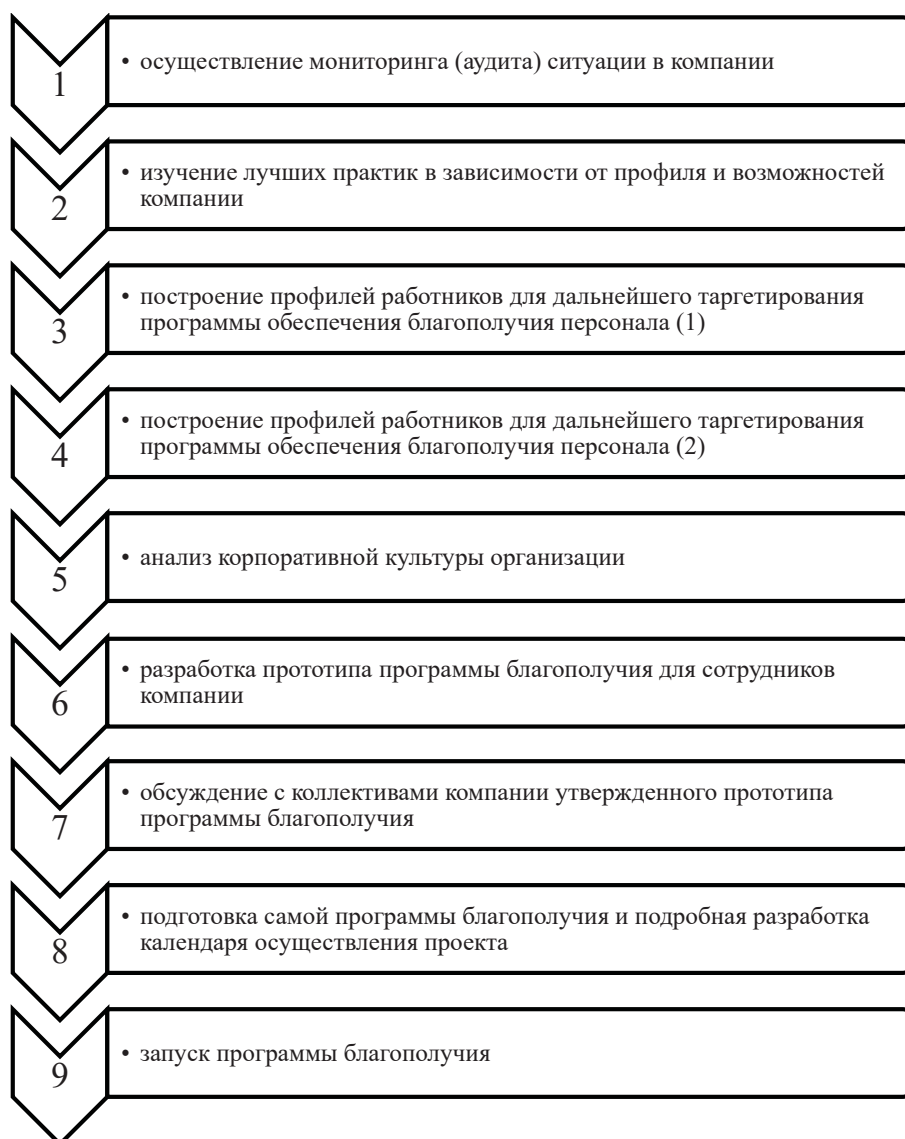 1
• осуществление мониторинга (аудита) ситуации в компании
2
• изучение лучших практик в зависимости от профиля и возможностей
компании
3
• построение профилей работников для дальнейшего таргетирования
программы обеспечения благополучия персонала (1)
4
• построение профилей работников для дальнейшего таргетирования
программы обеспечения благополучия персонала (2)
5
• анализ корпоративной культуры организации
6
• разработка прототипа программы благополучия для сотрудников
компании
7
• обсуждение с коллективами компании утвержденного прототипа
программы благополучия
8
• подготовка самой программы благополучия и подробная разработка
календаря осуществления проекта
9
• запуск программы благополучия